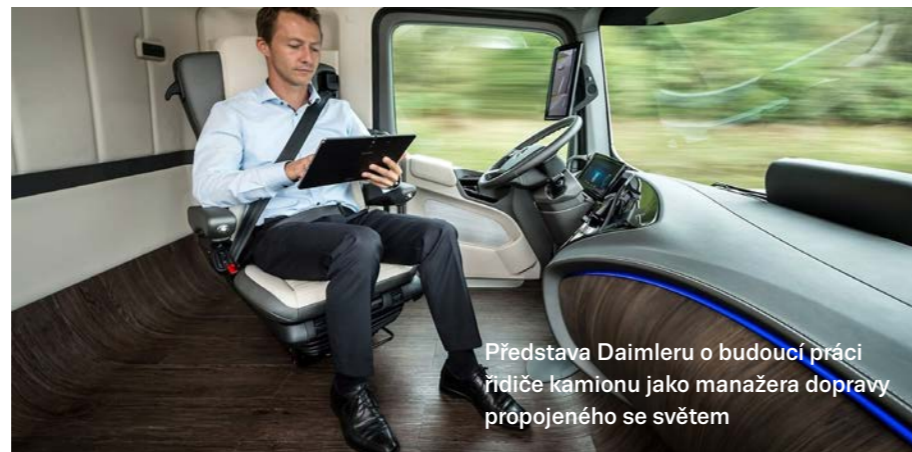 Představa Daimleru o budoucí práci
řidiče kamionu jako manažera dopravy
propojeného se světem